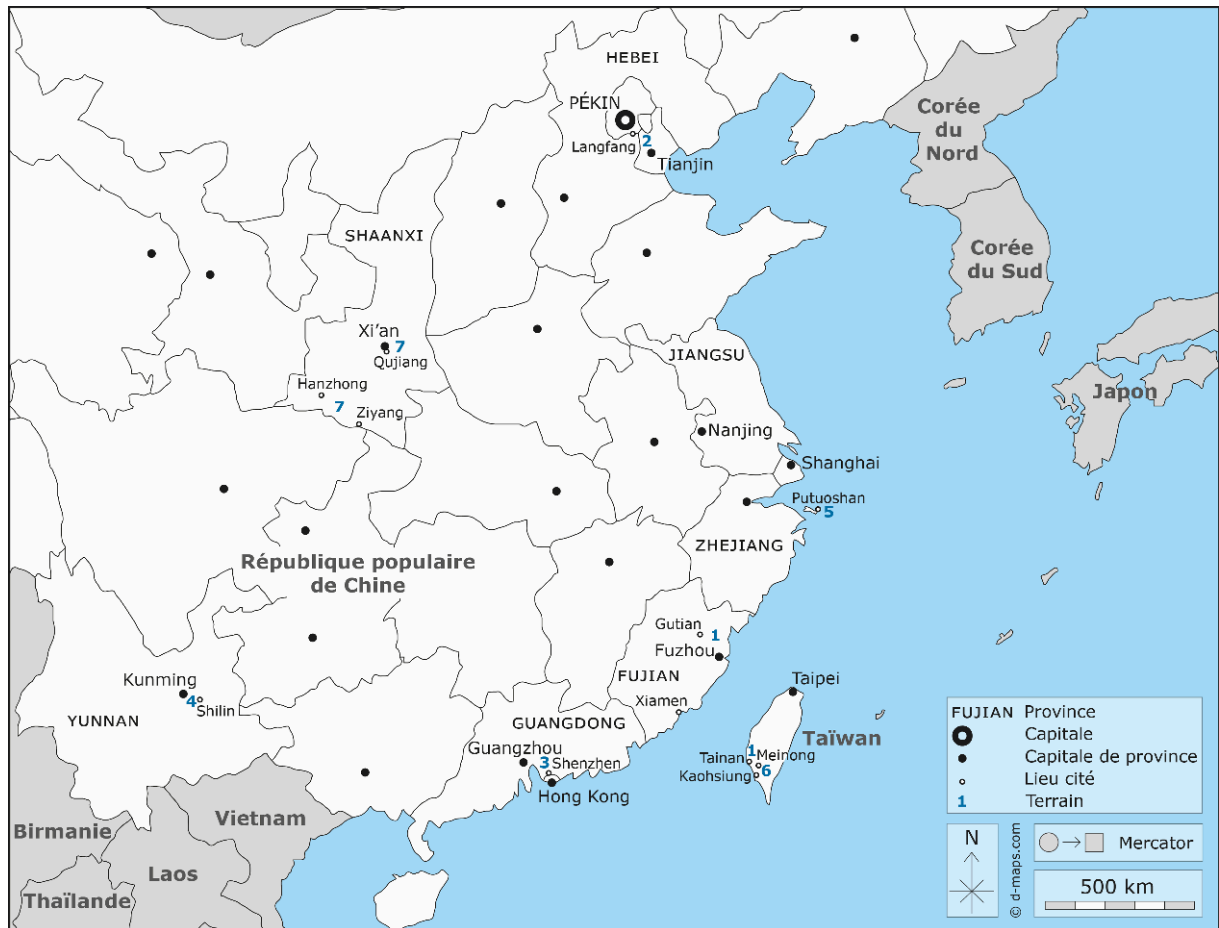 HEBEI
PÉKIN
Langfang
2
Tianjin
Corée
du
Nord
SHAANXI
Corée
du Sud
Xi'an
7
Qujiang
JIANGSU
Hanzhong
7
Ziyang
Japon
Nanjing
Shanghai
Putuoshan
5
ZHEJIANG
République populaire
de Chine
Gutian
1
Fuzhou
FUJIAN
Kunming
4
Shilin
YUNNAN
Xiamen
Taipei
GUANGDONG
Guangzhou
3
Shenzhen
Hong Kong
Taïwan
1
Tainan
Meinong
6
Kaohsiung
FUJIAN Province
Capitale
Capitale de province
Lieu cité
1 Terrain
Vietnam
Birmanie
Laos
Thaïlande
N
© d-maps.com
Mercator
500 km